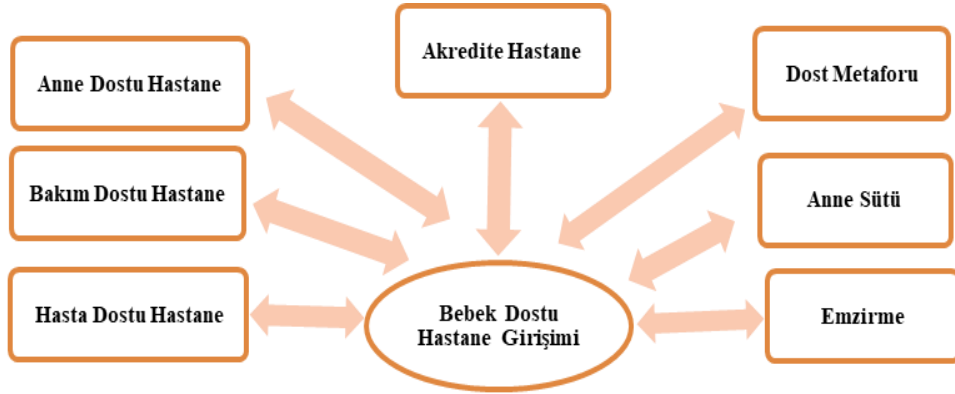 Akredite Hastane
Anne Dostu Hastane
Dost Metaforu
Bakım Dostu Hastane
Anne Sütü
Hasta Dostu Hastane
Bebek Dostu
Hastane Girişimi
Emzirme